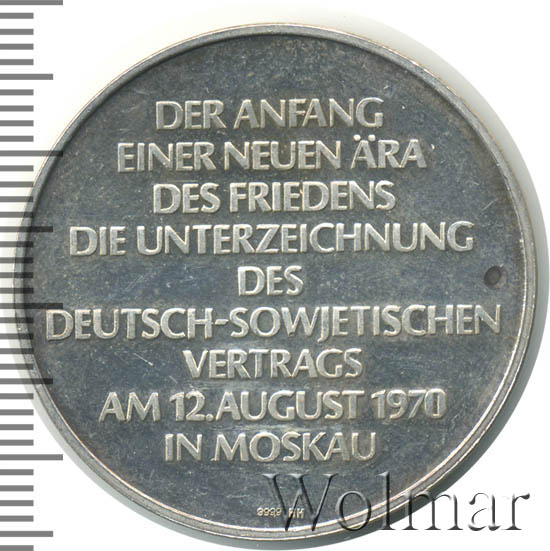 DER ANFANG
EINER NEUEN ÄRA
DES FRIEDENS
DIE UNTERZEICHNUNG
DES
DEUTSCH-SOWJETISCHEN
VERTRAGS
AM 12. AUGUST 1970
IN MOSKAU
Wolmar